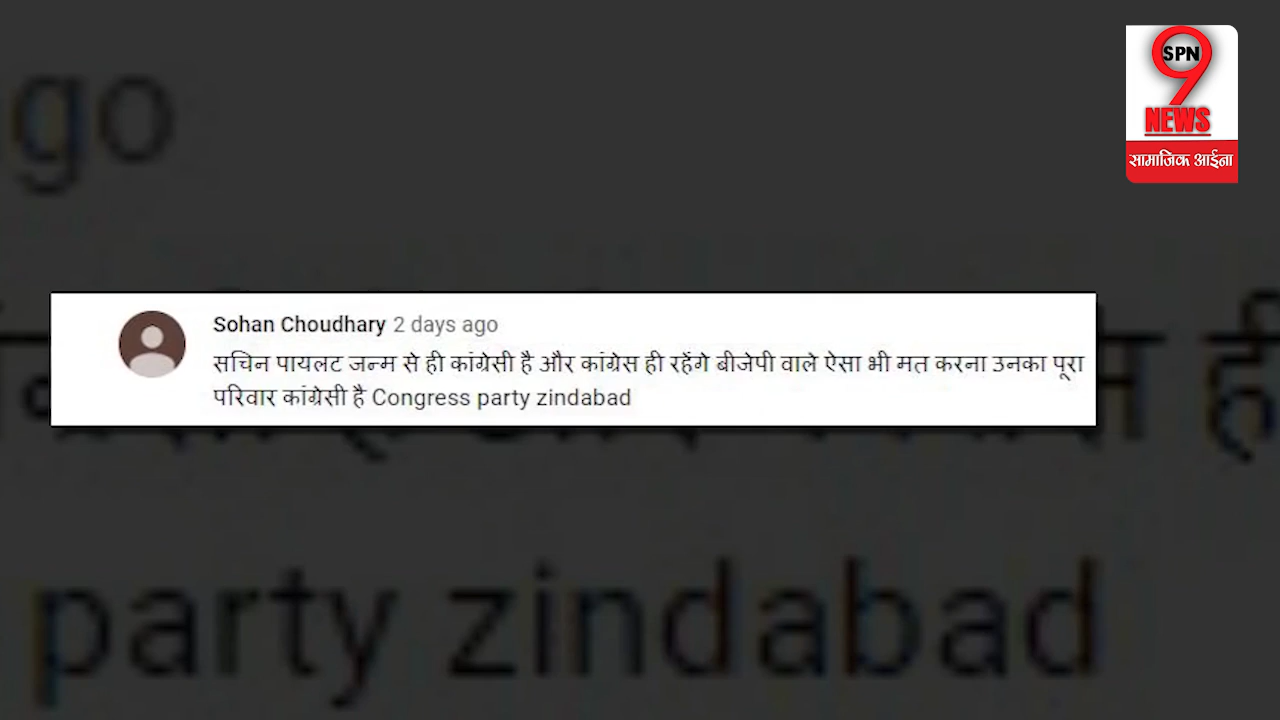 SPN
9
NEWS
सामाजिक आईना
go
Sohan Choudhary 2 days ago
सचिन पायलट जन्म से ही कांग्रेसी है और कांग्रेस ही रहेंगे बीजेपी वाले ऐसा भी मत करना उनका पूरा
परिवार कांग्रेसी है Congress party zindabad
party zindabad